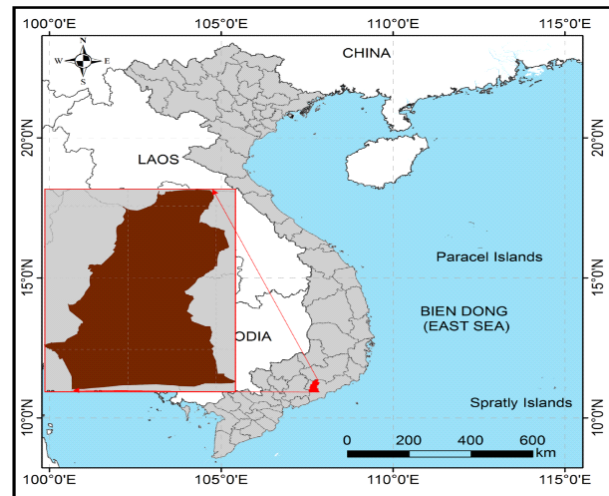 100°0'E 105°0'E 110°0'E 115°0'E
N
W E
S
CHINA
20°0'N 20°0'N
LAOS
Paracel Islands
15°0'N 15°0'N
BIEN DONG
(EAST SEA)
ODIA
Spratly Islands
10°0'N 10°0'N
0 200 400 600
km
100°0'E 105°0'E 110°0'E 115°0'E